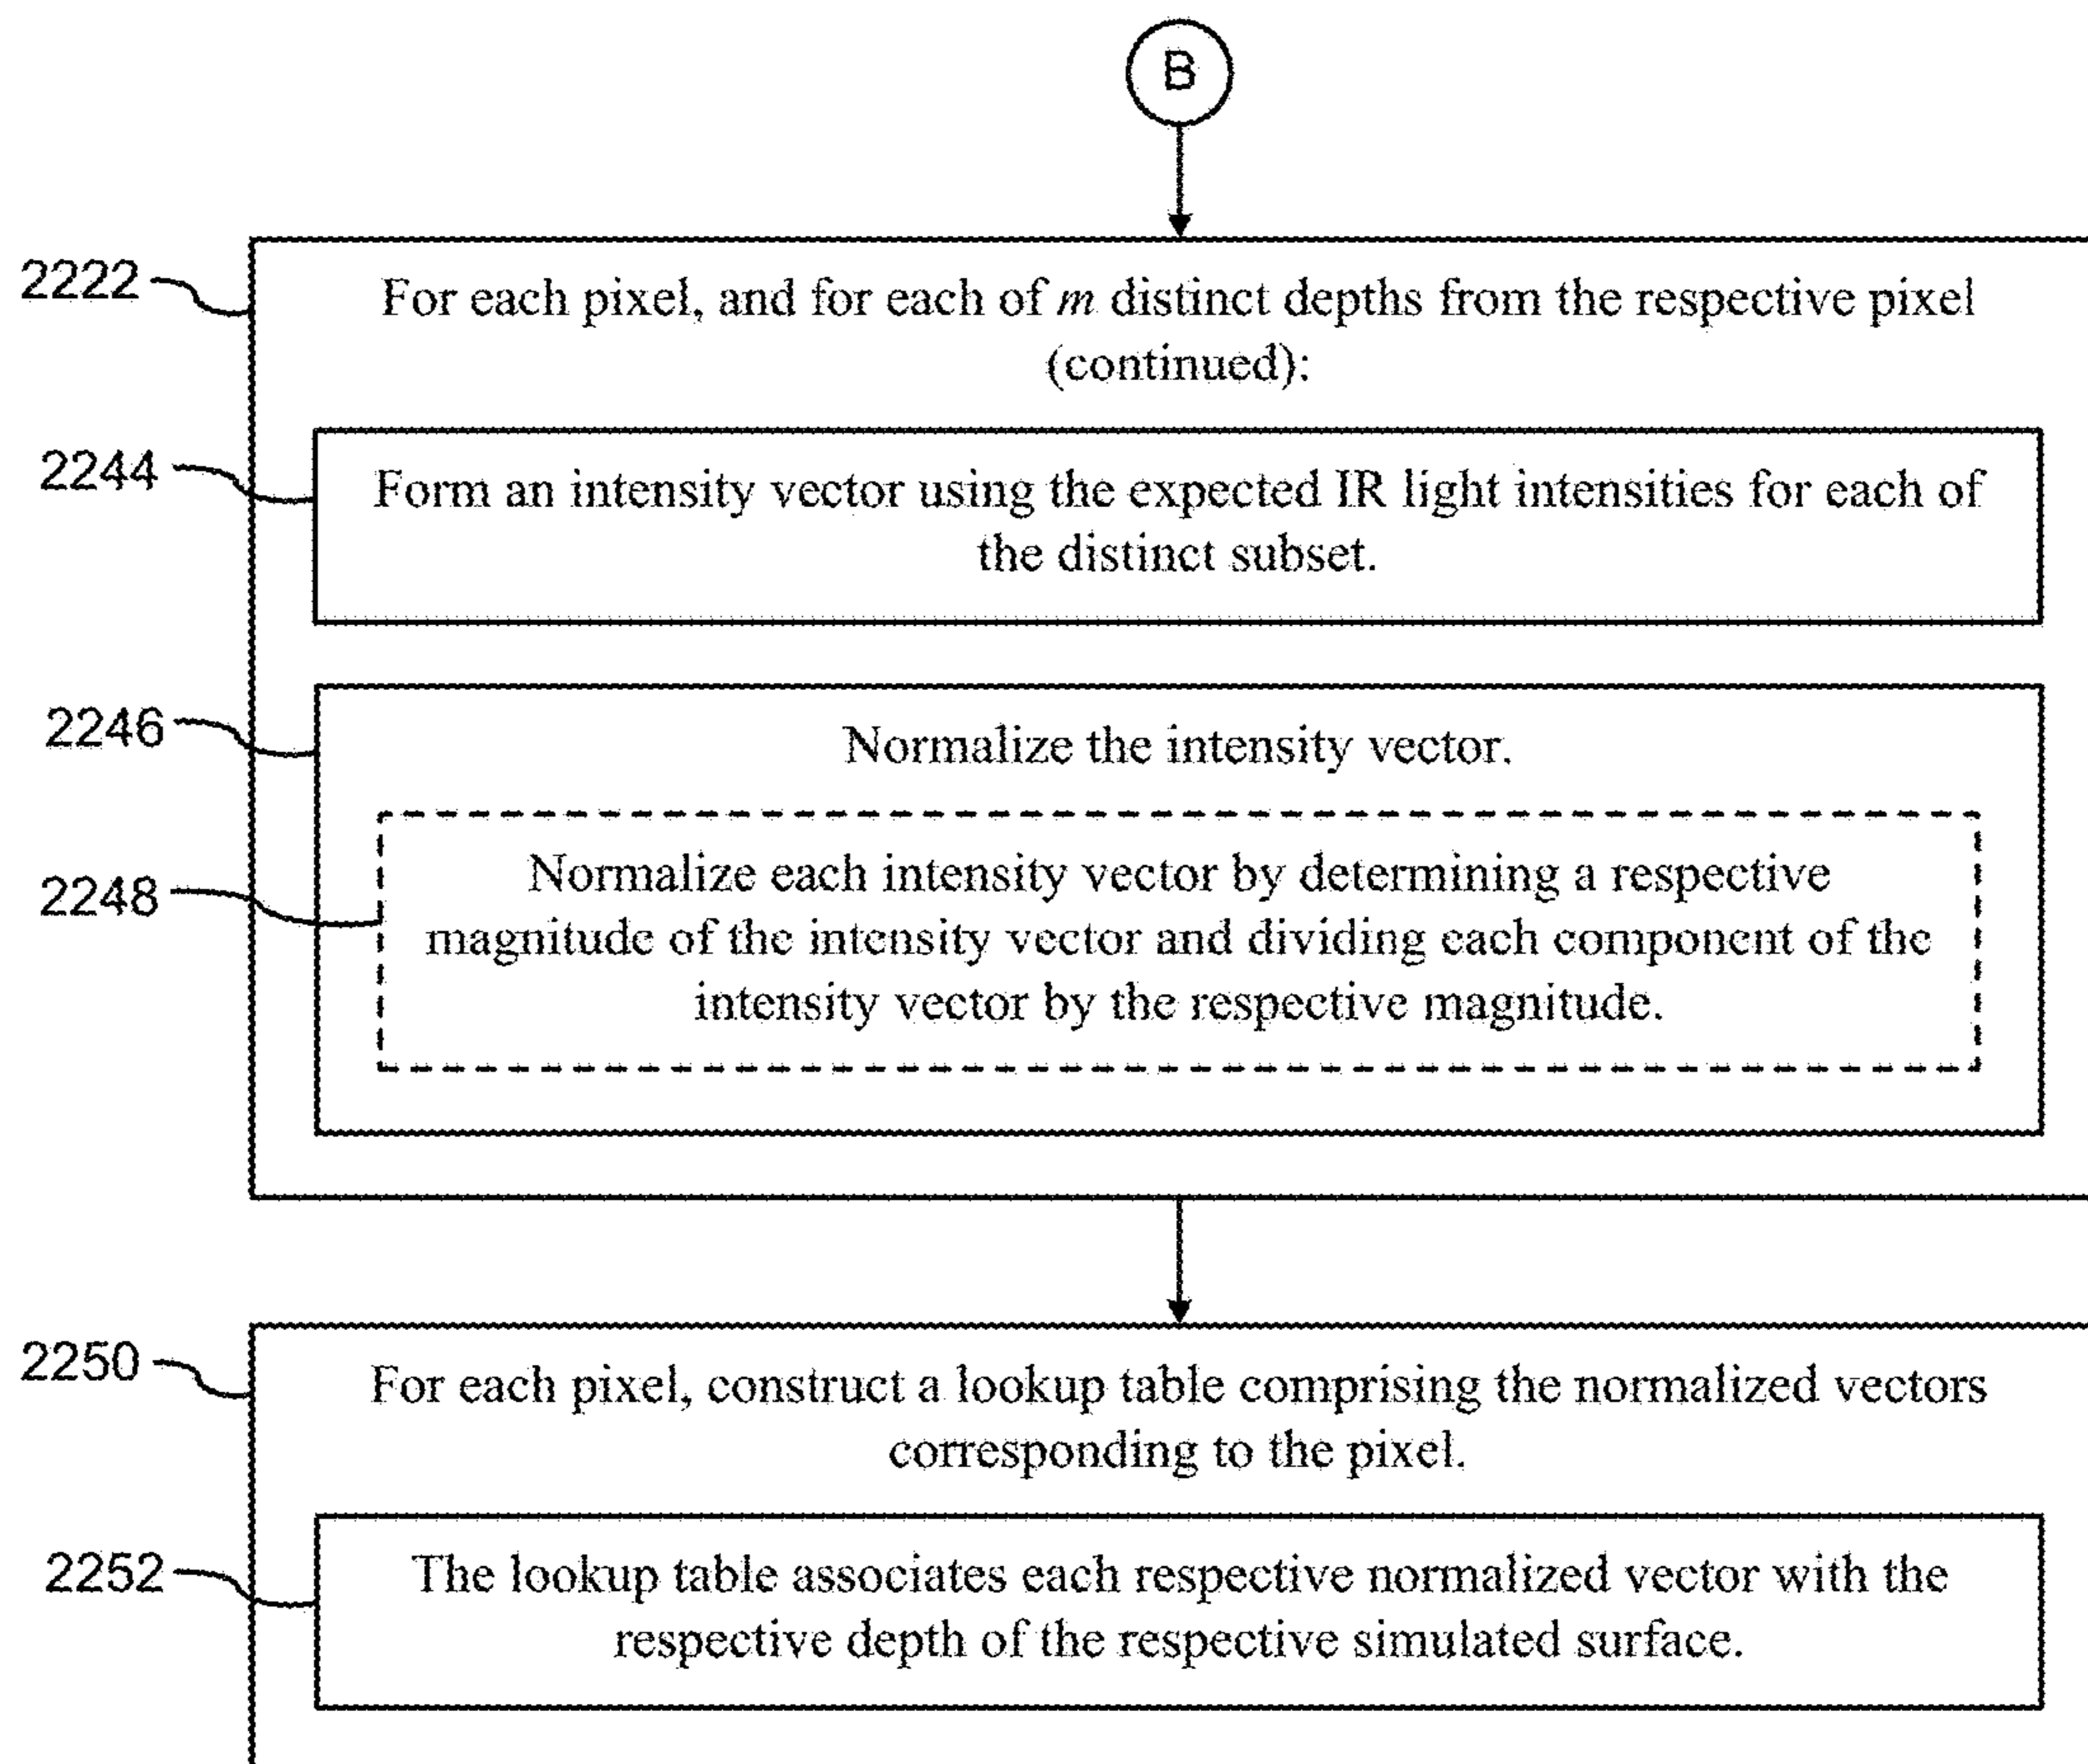 B
2222
For each pixel, and for each of m distinct depths from the respective pixel
(continued):
2244
Form an intensity vector using the expected IR light intensities for each of
the distinct subset.
2246
Normalize the intensity vector.
2248
Normalize each intensity vector by determining a respective
magnitude of the intensity vector and dividing each component of the
intensity vector by the respective magnitude.
2250
For each pixel, construct a lookup table comprising the normalized vectors
corresponding to the pixel.
2252
The lookup table associates each respective normalized vector with the
respective depth of the respective simulated surface.